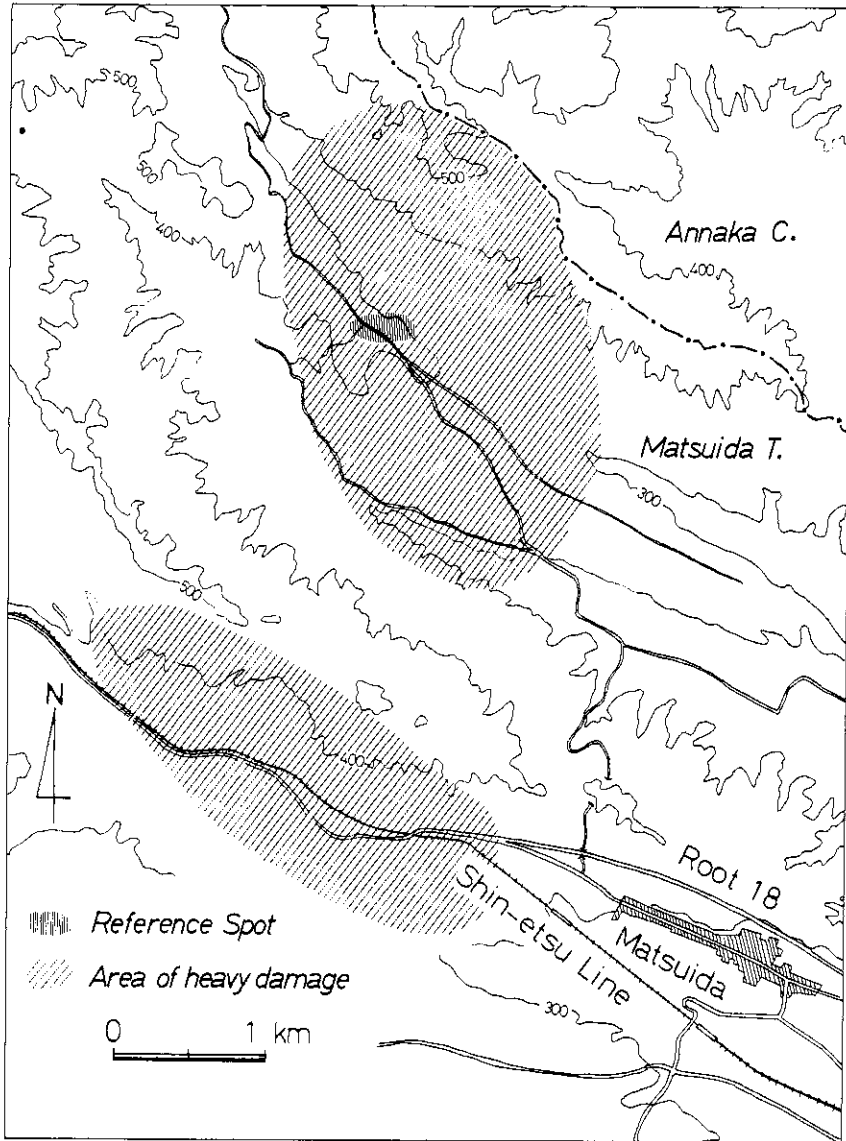 500
500
500
400
Annaka C.
400
Matsuida T.
300
500
N
400
Root 18
Shin-etsu Line
Matsuida
Reference Spot
Area of heavy damage
300
0 1 km